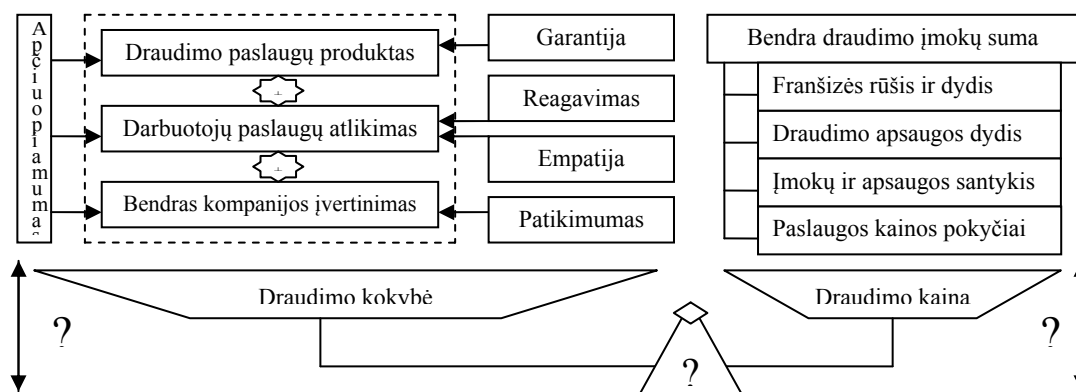 Apčiuopiamumas
Draudimo paslaugų produktas
+
Darbuotojų paslaugų atlikimas
+
Bendras kompanijos įvertinimas
Garantija
Reagavimas
Empatija
Patikimumas
Bendra draudimo įmokų suma
Franšizės rūšis ir dydis
Draudimo apsaugos dydis
Įmokų ir apsaugos santykis
Paslaugos kainos pokyčiai
Draudimo kokybė
Draudimo kaina
?
?
?